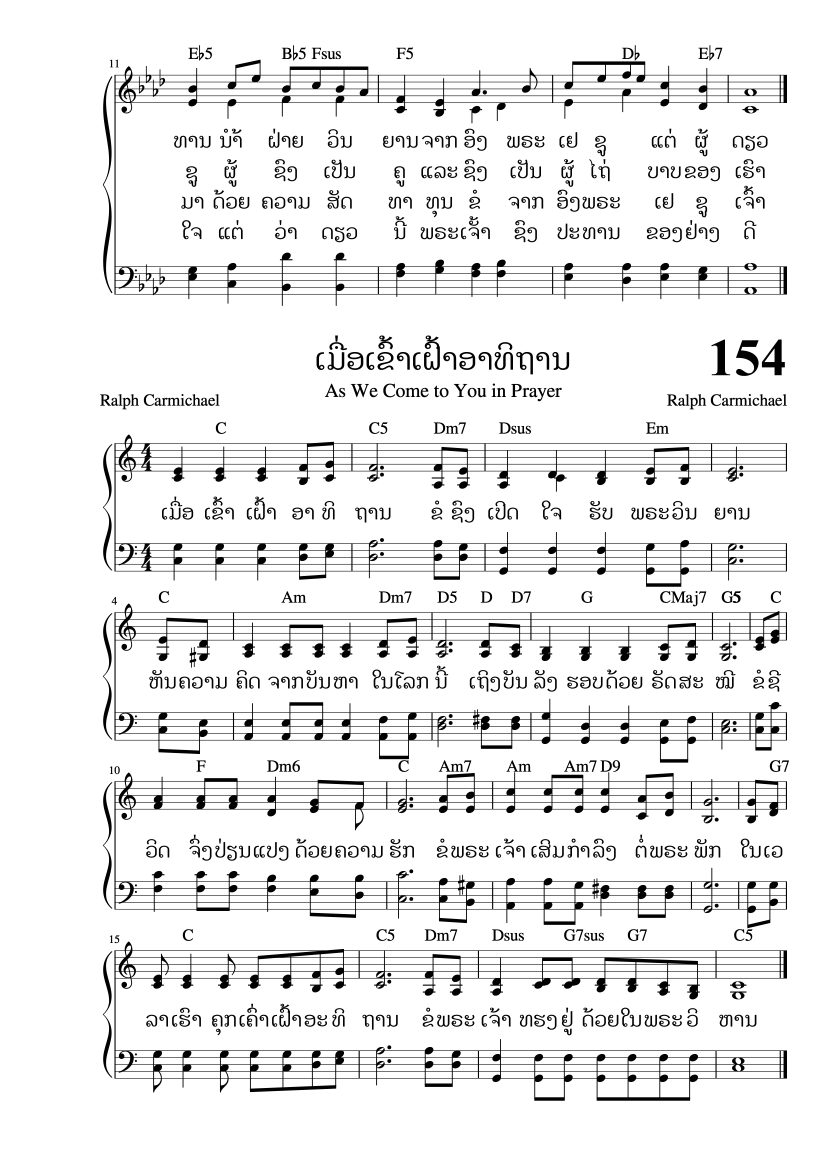 E♭5 B♭5 Fsus F5 D♭ E♭7
11
ທານ ນຳ້ ຝ່າຍ ວິນ ຍານ ຈາກ ອົງ ພຣະ ເຢ ຊູ ແຕ່ ຜູ້ ດຽວ
ຊູ ຜູ້ ຊົງ ເປັນ ຄູ ແລະ ຊົງ ເປັນ ຜູ້ ໄຖ່ ບາບ ຂອງ ເຮົາ
ມາ ດ້ວຍ ຄວາມ ສັດ ທາ ທຸນ ຂໍ ຈາກ ອົງພຣະ ເຢ ຊູ ເຈົ້າ
ໃຈ ແຕ່ ວ່າ ດຽວ ນີ້ ພຣະເຈົ້າ ຊົງ ປະທານ ຂອງຢ່າງ ດີ
ເມື່ອເຂົ້າເຝົ້າອາທິຖານ 154
As We Come to You in Prayer
Ralph Carmichael Ralph Carmichael
C C5 Dm7 Dsus Em
ເມື່ອ ເຂົ້າ ເຝົ້າ ອາ ທິ ຖານ ຂໍ ຊົງ ເປີດ ໃຈ ຮັບ ພຣະວິນ ຍານ
4 C Am Dm7 D5 D D7 G CMaj7 G5 C
ຫັນຄວາມ ຄິດ ຈາກບັນຫາ ໃນໂລກ ນີ້ ເຖິງບັນ ລັງ ຮອບດ້ວຍ ຣັດສະ ໝີ ຂໍຊີ
10 F Dm6 C Am7 Am Am7 D9 G7
ວິດ ຈົ່ງປ່ຽນແປງ ດ້ວຍຄວາມ ຮັກ ຂໍພຣະ ເຈົ້າ ເສີມກຳລັງ ຕໍ່ພຣະ ພັກ ໃນເວ
15 C C5 Dm7 Dsus G7sus G7 C5
ລາເຮົາ ຄຸກເຄົ່າເຝົ້າອະ ທິ ຖານ ຂໍພຣະ ເຈົ້າ ທຮງຢູ່ ດ້ວຍໃນພຣະ ວິ ຫານ